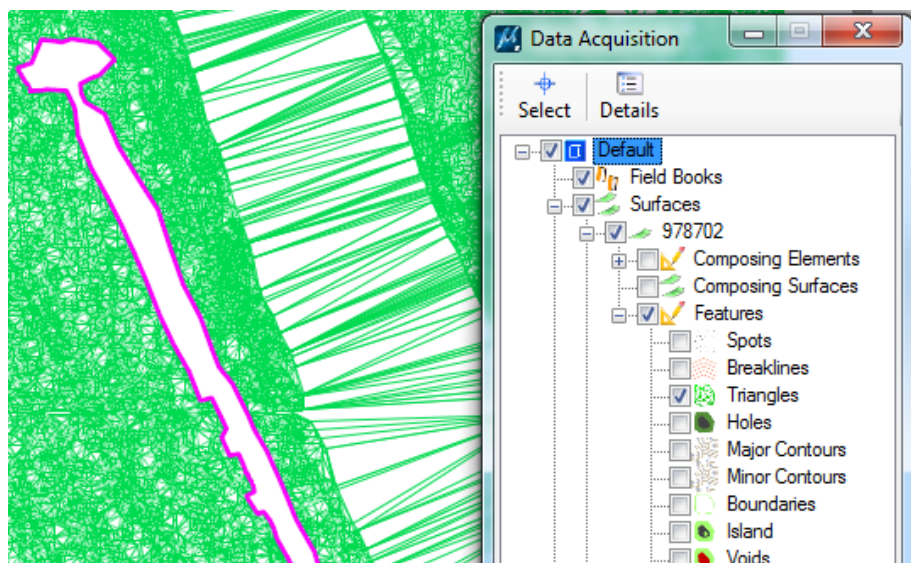 Data Acquisition
Select
Details
Default
Field Books
Surfaces
978702
Composing Elements
Composing Surfaces
Features
Spots
Breaklines
Triangles
Holes
Major Contours
Minor Contours
Boundaries
Island
Voids